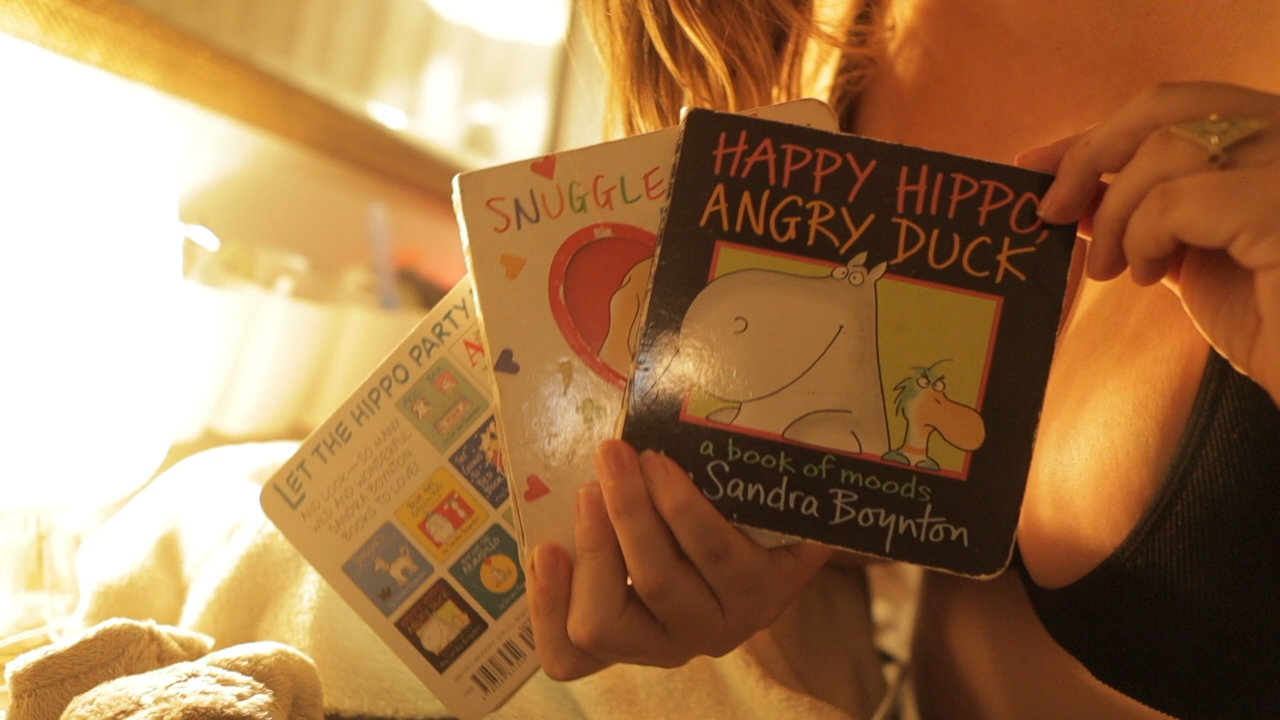 HAPPY HIPPO,
ANGRY DUCK
a book of moods
Sandra Boynton
SNUGGLE
LET THE HIPPO PARTY
AND LOOK—SO MANY
WILD AND WONDERFUL
SANDRA BOYNTON
BOOKS TO LOVE!
ARMADILLO